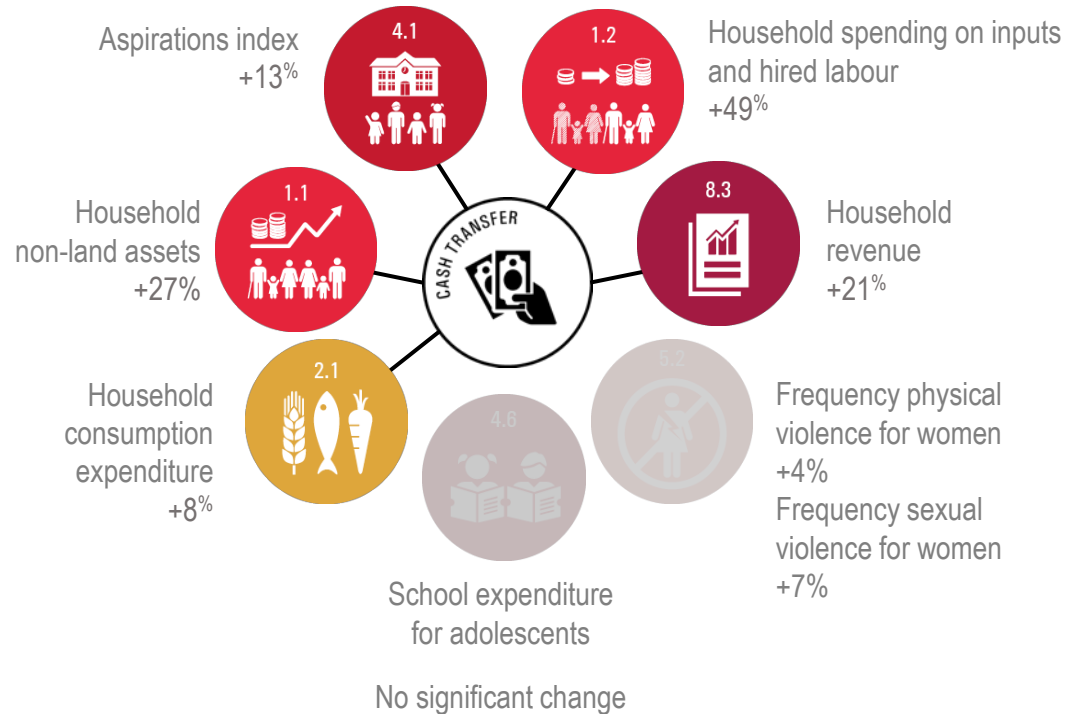 Aspirations index
+13%
4.1
1.2
Household spending on inputs
and hired labour
+49%
Household
non-land assets
+27%
1.1
CASH TRANSFER
8.3
Household
revenue
+21%
Household
consumption
expenditure
+8%
2.1
4.6
School expenditure
for adolescents
No significant change
5.2
Frequency physical
violence for women
+4%
Frequency sexual
violence for women
+7%